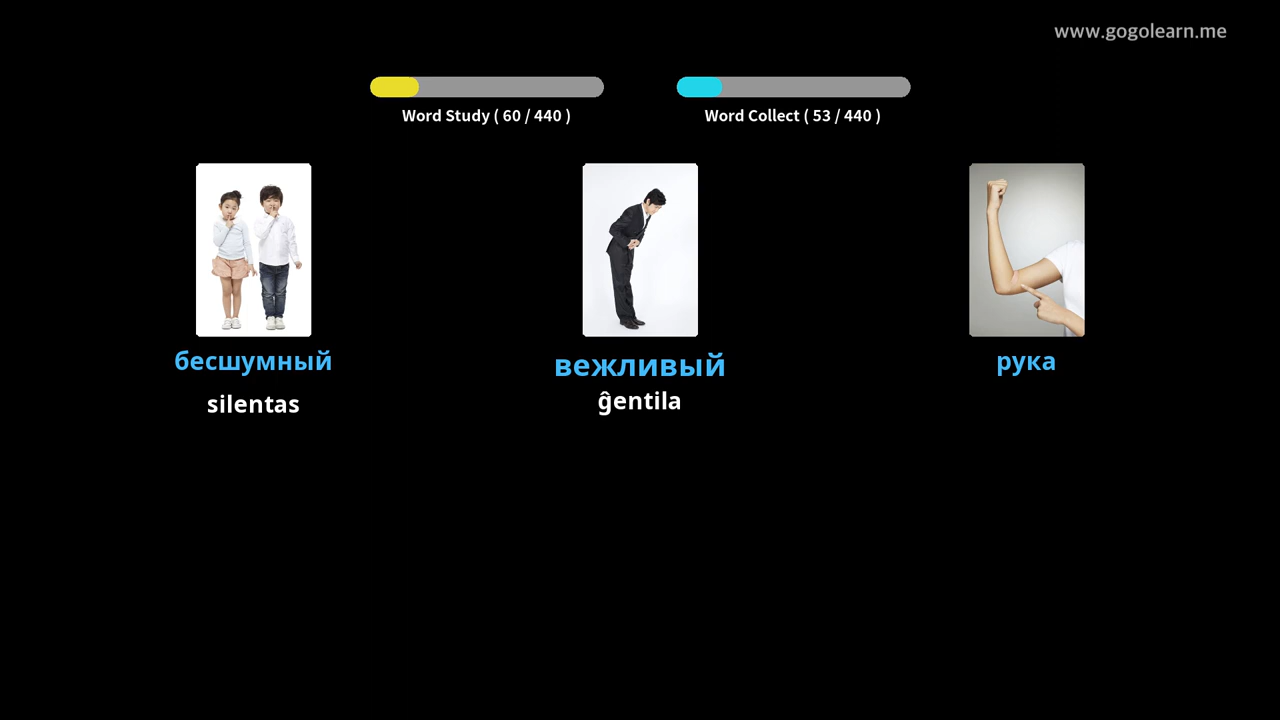 www.gogolearn.me
Word Study ( 60 / 440 )
Word Collect ( 53 / 440 )
бесшумный
silentas
вежливый
ĝentila
рука